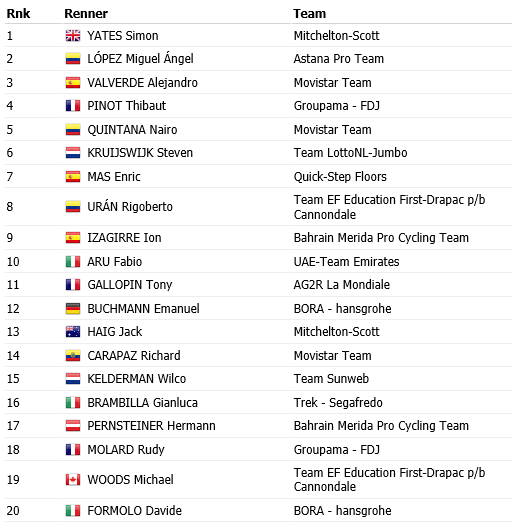 Rnk Renner Team
1 YATES Simon Mitchelton-Scott
2 LÓPEZ Miguel Ángel Astana Pro Team
3 VALVERDE Alejandro Movistar Team
4 PINOT Thibaut Groupama - FDJ
5 QUINTANA Nairo Movistar Team
6 KRUIJSWIJK Steven Team LottoNL-Jumbo
7 MAS Enric Quick-Step Floors
8 URÁN Rigoberto Team EF Education First-Drapac p/b
Cannondale
9 IZAGIRRE Ion Bahrain Merida Pro Cycling Team
10 ARU Fabio UAE-Team Emirates
11 GALLOPIN Tony AG2R La Mondiale
12 BUCHMANN Emanuel BORA - hansgrohe
13 HAIG Jack Mitchelton-Scott
14 CARAPAZ Richard Movistar Team
15 KELDERMAN Wilco Team Sunweb
16 BRAMBILLA Gianluca Trek - Segafredo
17 PERNSTEINER Hermann Bahrain Merida Pro Cycling Team
18 MOLARD Rudy Groupama - FDJ
19 WOODS Michael Team EF Education First-Drapac p/b
Cannondale
20 FORMOLO Davide BORA - hansgrohe